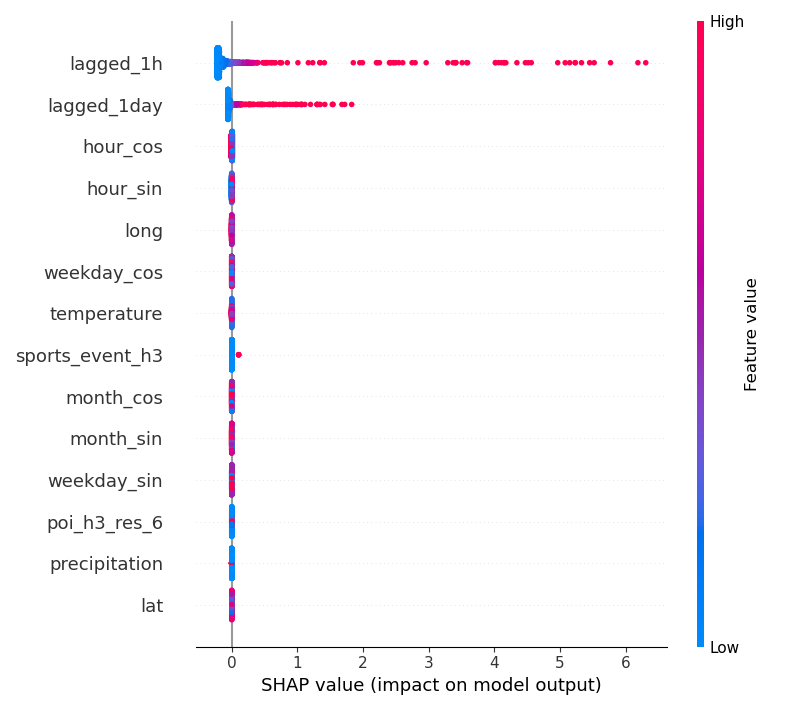 High
lagged_1h
lagged_1day
hour_cos
hour_sin
long
weekday_cos
temperature
sports_event_h3
month_cos
month_sin
weekday_sin
poi_h3_res_6
precipitation
lat
Feature value
Low
0 1 2 3 4 5 6
SHAP value (impact on model output)